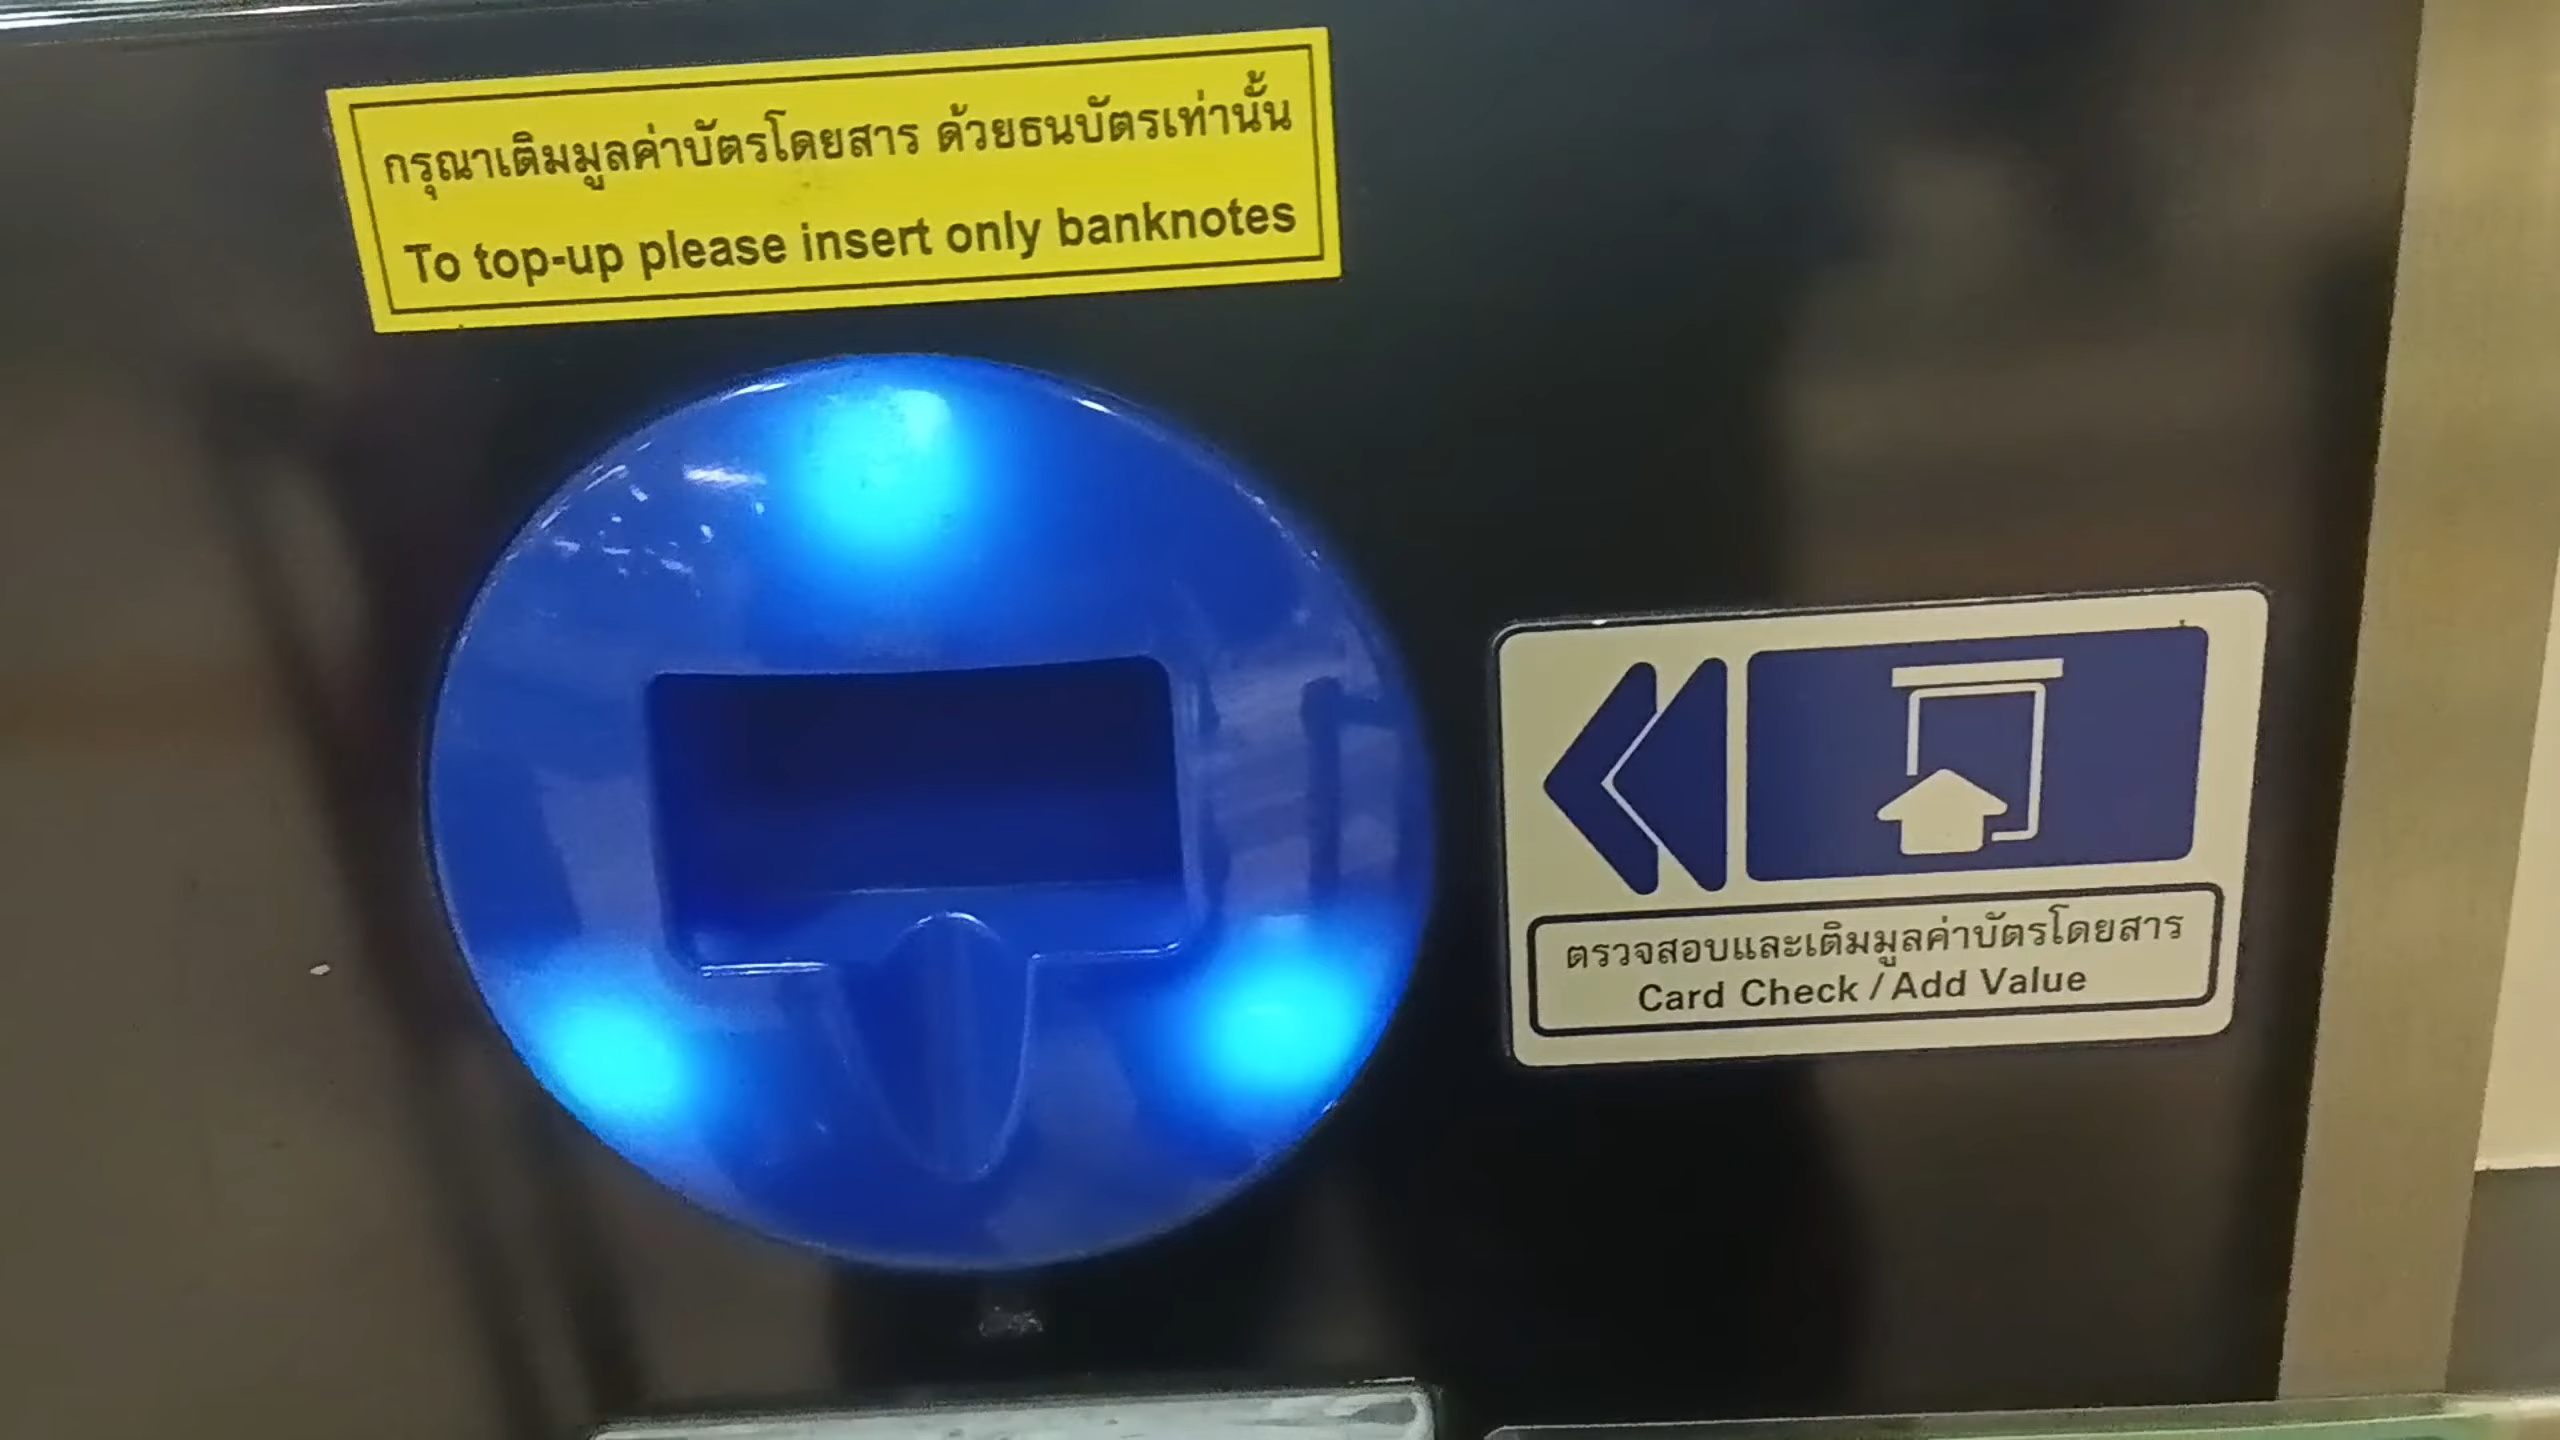 กรุณาเติมมูลค่าบัตรโดยสาร ด้วยธนบัตรเท่านั้น
To top-up please insert only banknotes
ตรวจสอบและเติมมูลค่าบัตรโดยสาร
Card Check / Add Value